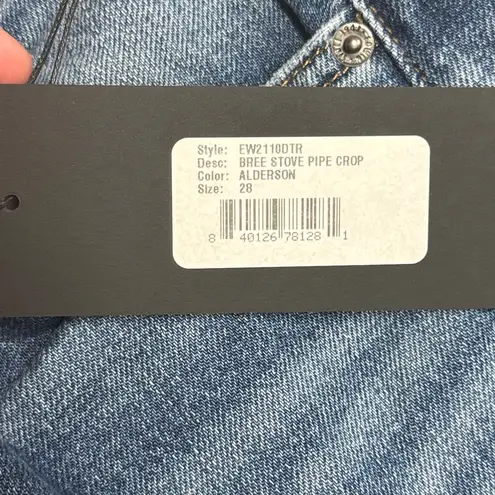 Style: EW2110DTR
Desc: BREE STOVE PIPE CROP
Color: ALDERSON
Size: 28
8 40126 78128 1